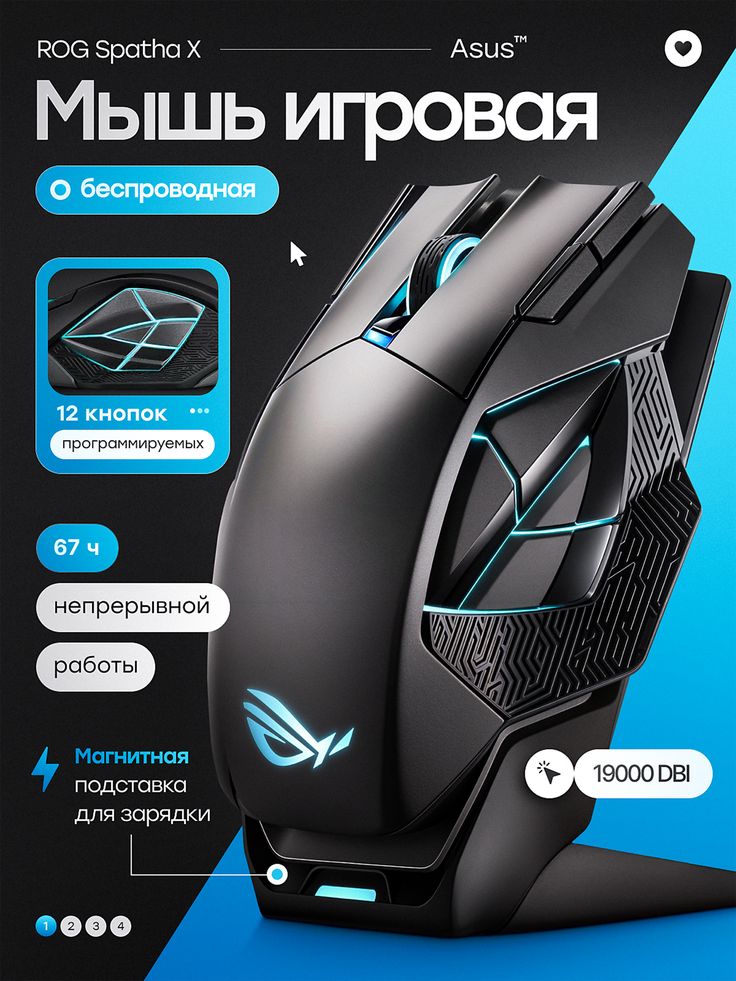 ROG Spatha X
Asus™
Мышь игровая
беспроводная
12 кнопок
программируемых
67 ч
непрерывной
работы
Магнитная
подставка
для зарядки
19000 DBI
1 2 3 4